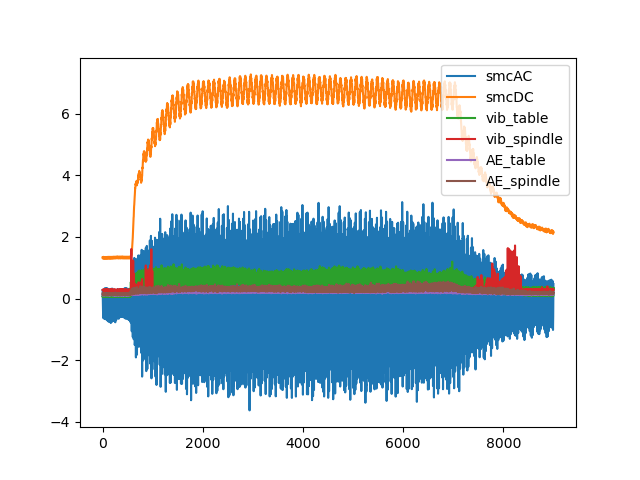 smcAC
smcDC
vib_table
vib_spindle
AE_table
AE_spindle
6
4
2
0
−2
−4
0
2000
4000
6000
8000